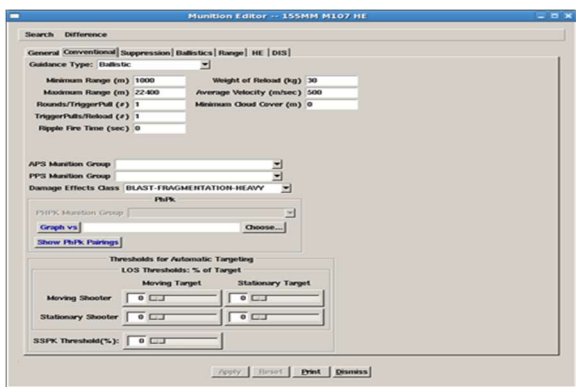 Munition Editor -- 155MM M107 HE
Search Difference
General Conventional Suppression Ballistics Range HE DIS
Guidance Type: Ballistic
Minimum Range (m) 1000 Weight of Reload (kg) 30
Maximum Range (m) 22400 Average Velocity (m/sec) 500
Rounds/TriggerPull (#) 1 Minimum Cloud Cover (m) 0
TriggerPulls/Reload (#) 1
Ripple Fire Time (sec) 0
APS Munition Group
PPS Munition Group
Damage Effects Class BLAST-FRAGMENTATION-HEAVY
PhPk
PHPK Munition Group
Graph vs Choose...
Show PhPk Pairings
Thresholds for Automatic Targeting
LOS Thresholds: % of Target
Moving Target Stationary Target
Moving Shooter 0 0
Stationary Shooter 0 0
SSPK Threshold(%): 0
Apply Reset Print Dismiss